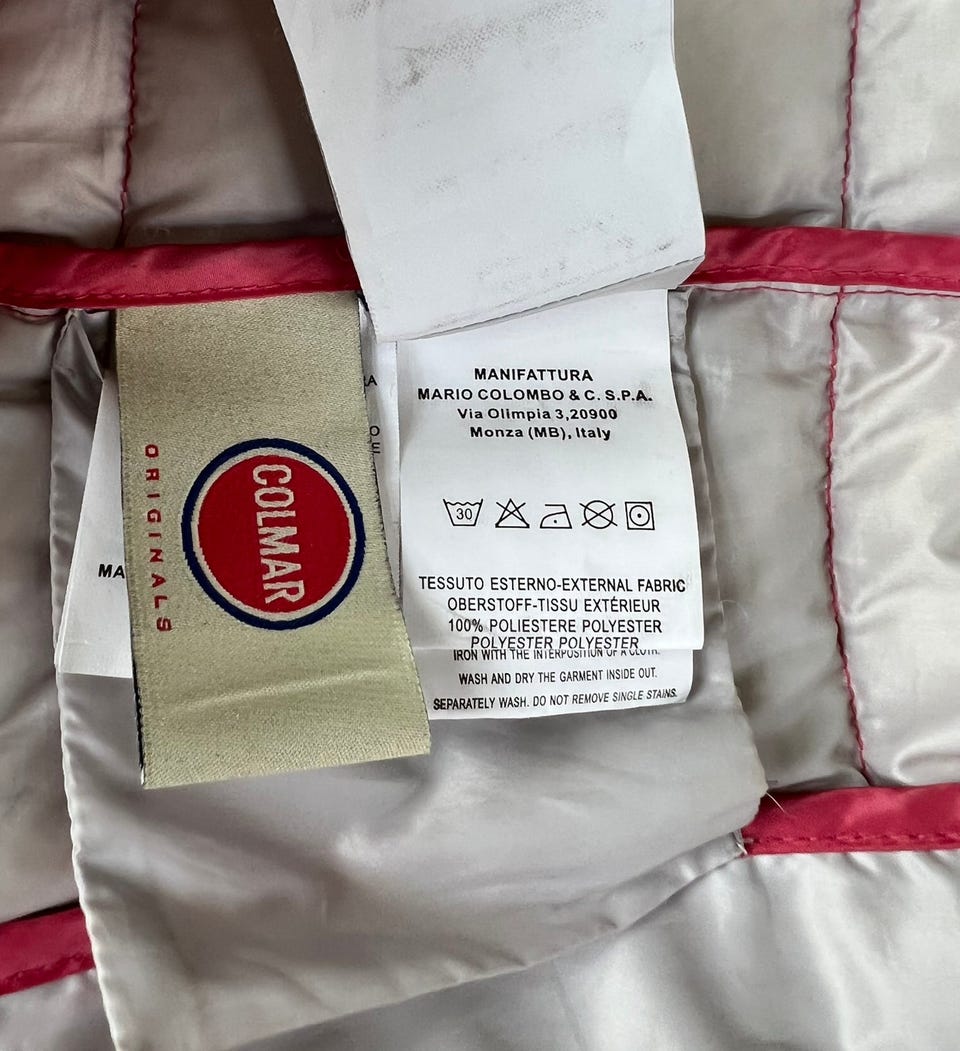 ORIGINALS
COLMAR
MA
RA
MANIFATTURA
MARIO COLOMBO & C. S.P.A.
Via Olimpia 3,20900
Monza (MB), Italy
30
TESSUTO ESTERNO-EXTERNAL FABRIC
OBERSTOFF-TISSU EXTÉRIEUR
100% POLIESTERE POLYESTER
POLYESTER POLYESTER
IRON WITH THE INTERPOSITION OF A CLOTH.
WASH AND DRY THE GARMENT INSIDE OUT.
SEPARATELY WASH. DO NOT REMOVE SINGLE STAINS.